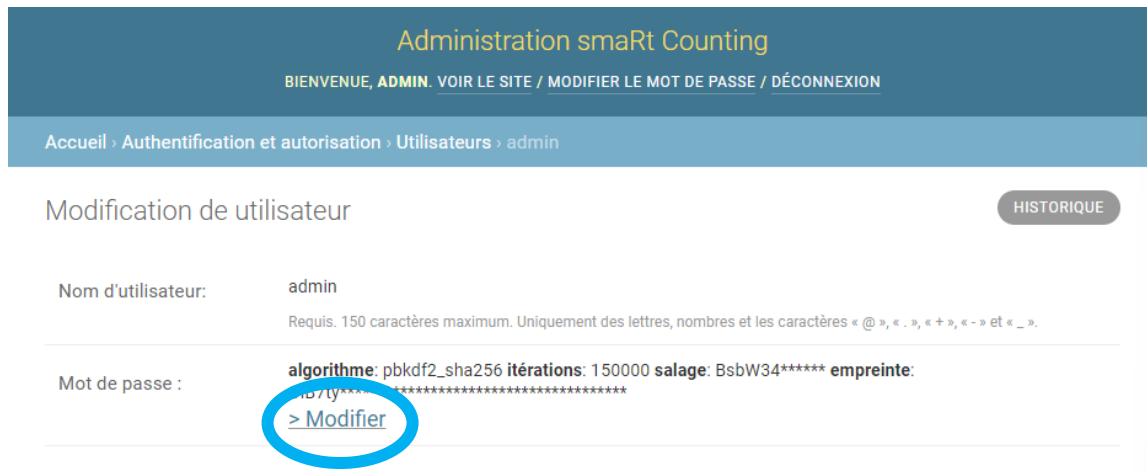 Administration smaRt Counting
BIENVENUE, ADMIN. VOIR LE SITE / MODIFIER LE MOT DE PASSE / DÉCONNEXION
Accueil › Authentification et autorisation › Utilisateurs › admin
Modification de utilisateur
HISTORIQUE
Nom d'utilisateur:
admin
Requis. 150 caractères maximum. Uniquement des lettres, nombres et les caractères « @ », « . », « + », « - » et « _ ».
Mot de passe :
algorithme: pbkdf2_sha256 itérations: 150000 salage: BsbW34****** empreinte:
> Modifier